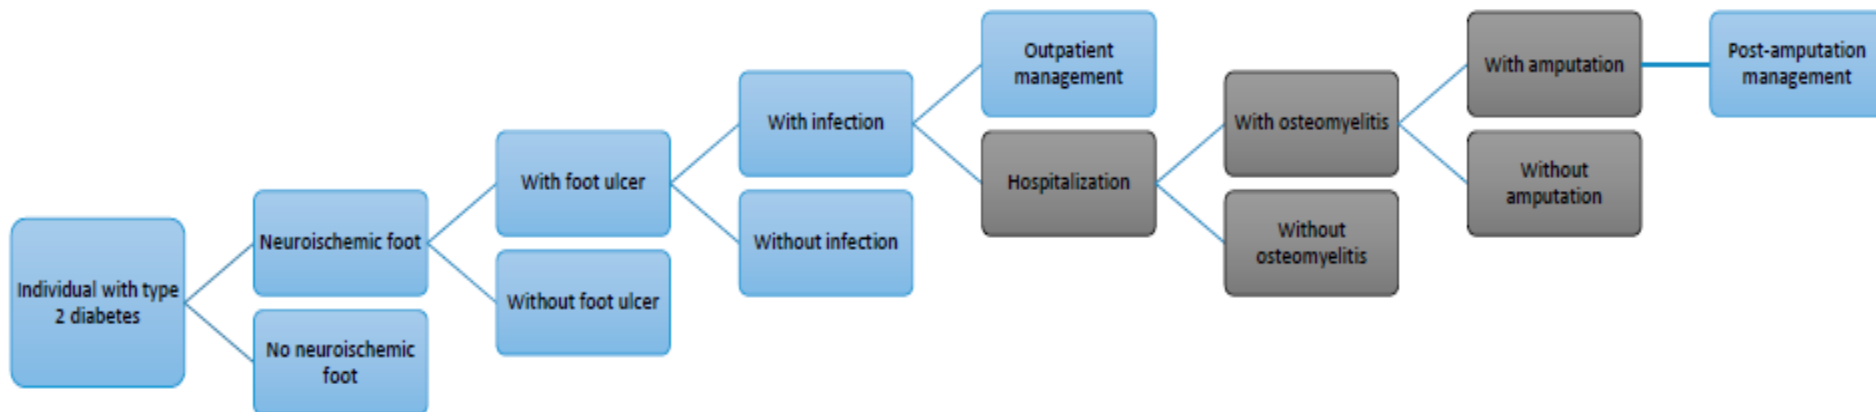 Individual with type
2 diabetes
Neuroischemic foot
No neuroischemic
foot
With foot ulcer
Without foot ulcer
With infection
Without infection
Outpatient
management
Hospitalization
With osteomyelitis
Without
osteomyelitis
With amputation
Without
amputation
Post-amputation
management